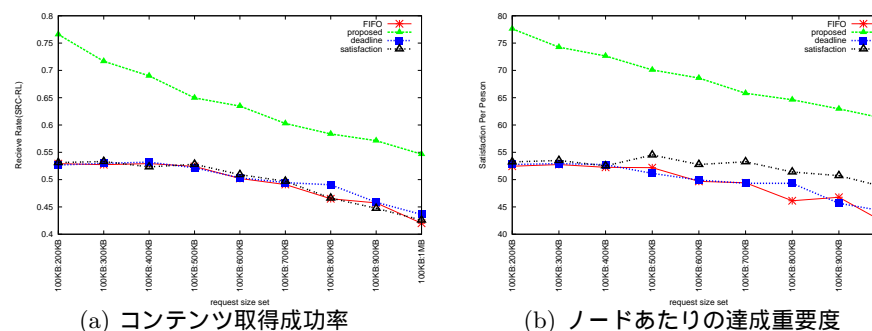 0.8
0.75
0.7
0.65
0.6
0.55
0.5
0.45
0.4
Recieve Rate(SRC-RL)
FIFO
proposed
deadline
satisfaction
100KB:200KB
100KB:300KB
100KB:400KB
100KB:500KB
100KB:600KB
100KB:700KB
100KB:800KB
100KB:900KB
100KB:1MB
request size set
(a) コンテンツ取得成功率
80
75
70
65
60
55
50
45
40
Satisfaction Per Person
FIFO
proposed
deadline
satisfaction
100KB:200KB
100KB:300KB
100KB:400KB
100KB:500KB
100KB:600KB
100KB:700KB
100KB:800KB
100KB:900KB
request size set
(b) ノードあたりの達成重要度